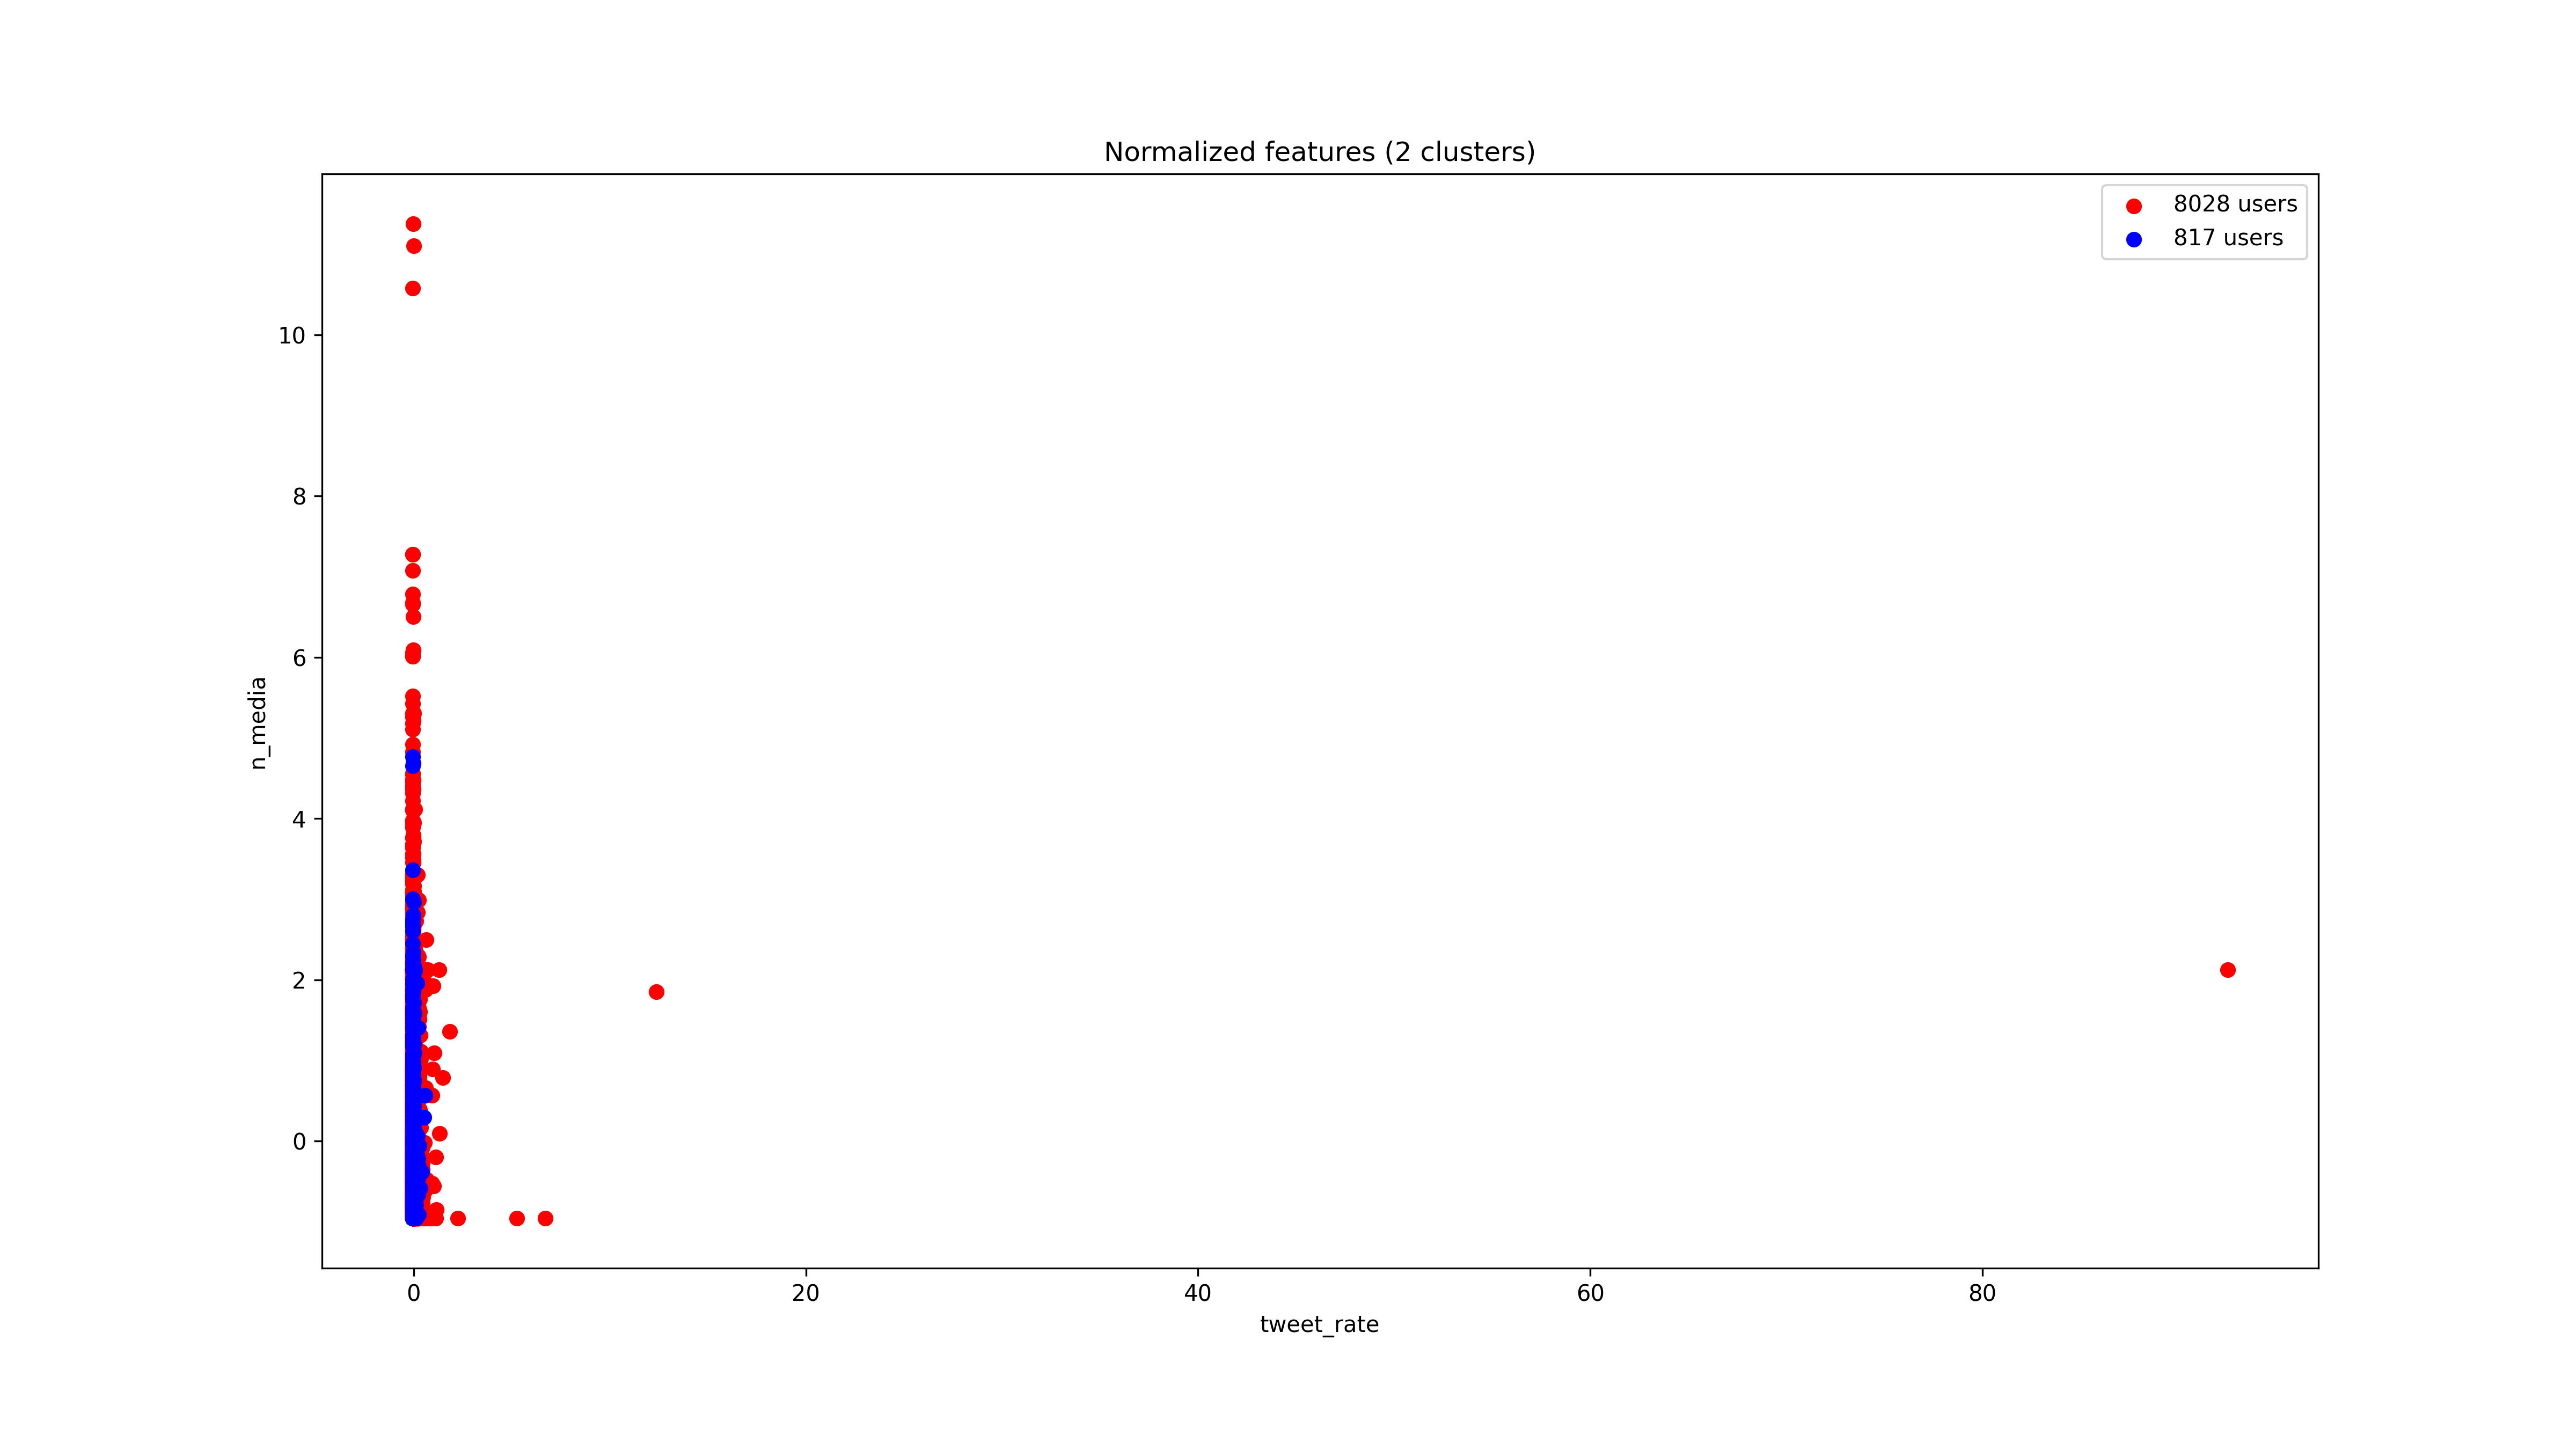 Normalized features (2 clusters)
8028 users
817 users
10
8
6
4
2
0
n_media
0 20 40 60 80
tweet_rate